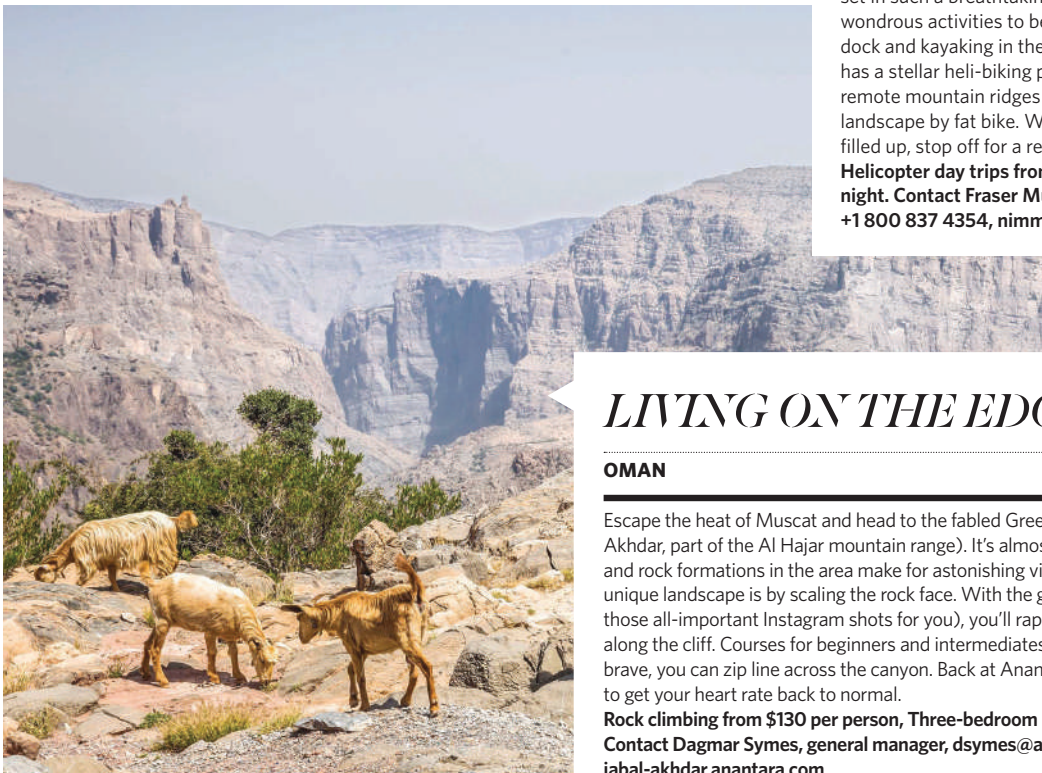 wondrous activities to b
dock and kayaking in the
has a stellar heli-biking
remote mountain ridges
landscape by fat bike. W
filled up, stop off for a re
Helicopter day trips fro
night. Contact Fraser M
+1 800 837 4354, nimm
LIVING ON THE EDG
OMAN
Escape the heat of Muscat and head to the fabled Gree
Akhdar, part of the Al Hajar mountain range). It's almos
and rock formations in the area make for astonishing vi
unique landscape is by scaling the rock face. With the g
those all-important Instagram shots for you), you'll rap
along the cliff. Courses for beginners and intermediates
brave, you can zip line across the canyon. Back at Anan
to get your heart rate back to normal.
Rock climbing from $130 per person, Three-bedroom
Contact Dagmar Symes, general manager, dsymes@a
jabal-akhdar.anantara.com